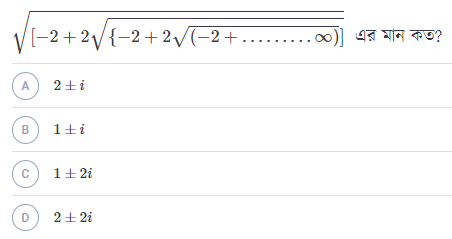 √[−2 + 2√{−2 + 2√(−2 + ………∞)}] এর মান কত?
A 2 ± i
B 1 ± i
C 1 ± 2i
D 2 ± 2i